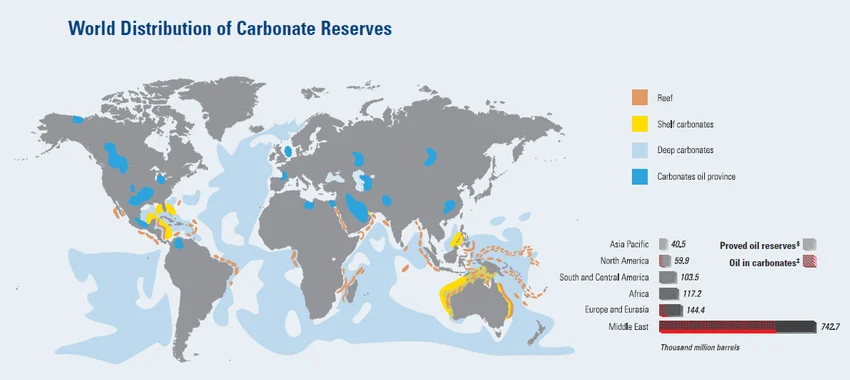 World Distribution of Carbonate Reserves
Reef
Shelf carbonates
Deep carbonates
Carbonates oil province
Asia Pacific 40.5 Proved oil reserves§
North America 59.9 Oil in carbonates‡
South and Central America 103.5
Africa 117.2
Europe and Eurasia 144.4
Middle East 742.7
Thousand million barrels